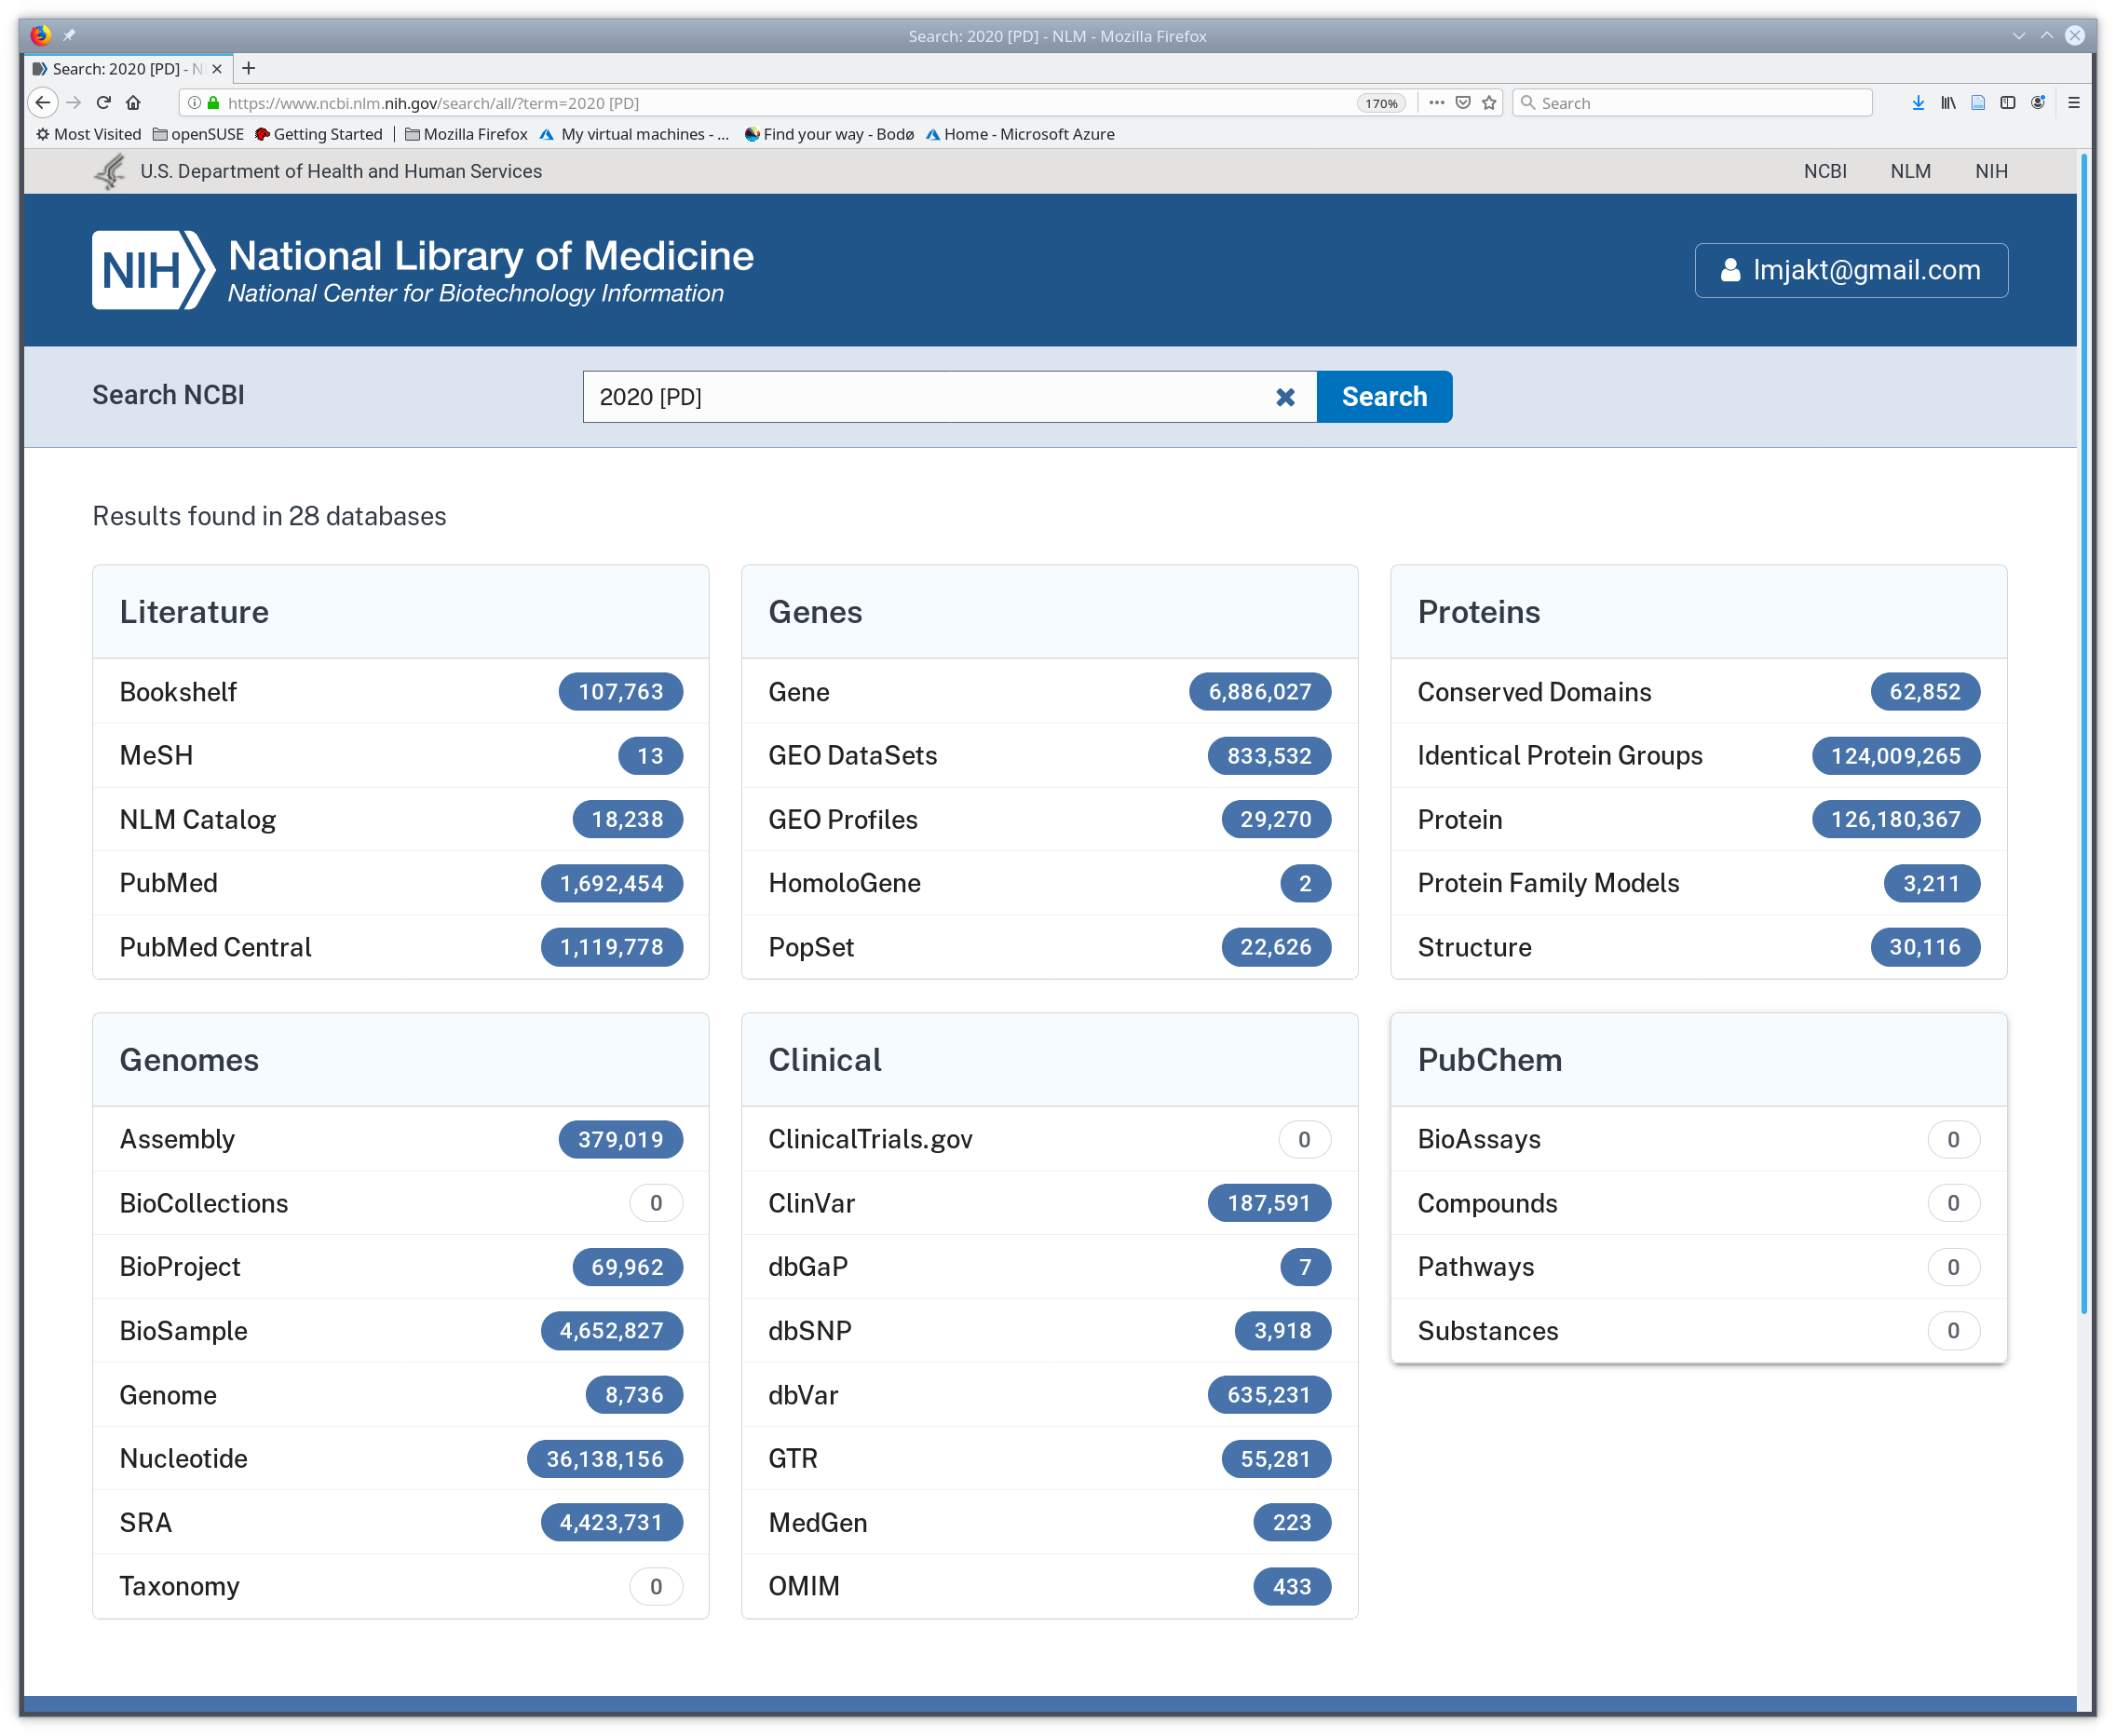 Search: 2020 [PD] - NLM - Mozilla Firefox
Search: 2020 [PD] - N
https://www.ncbi.nlm.nih.gov/search/all/?term=2020 [PD]
170%
Search
Most Visited openSUSE Getting Started Mozilla Firefox My virtual machines - ... Find your way - Bodø Home - Microsoft Azure
U.S. Department of Health and Human Services
NCBI NLM NIH
NIH National Library of Medicine
National Center for Biotechnology Information
lmjakt@gmail.com
Search NCBI
2020 [PD]
Search
Results found in 28 databases
Literature
Bookshelf 107,763
MeSH 13
NLM Catalog 18,238
PubMed 1,692,454
PubMed Central 1,119,778
Genes
Gene 6,886,027
GEO DataSets 833,532
GEO Profiles 29,270
HomoloGene 2
PopSet 22,626
Proteins
Conserved Domains 62,852
Identical Protein Groups 124,009,265
Protein 126,180,367
Protein Family Models 3,211
Structure 30,116
Genomes
Assembly 379,019
BioCollections 0
BioProject 69,962
BioSample 4,652,827
Genome 8,736
Nucleotide 36,138,156
SRA 4,423,731
Taxonomy 0
Clinical
ClinicalTrials.gov 0
ClinVar 187,591
dbGaP 7
dbSNP 3,918
dbVar 635,231
GTR 55,281
MedGen 223
OMIM 433
PubChem
BioAssays 0
Compounds 0
Pathways 0
Substances 0